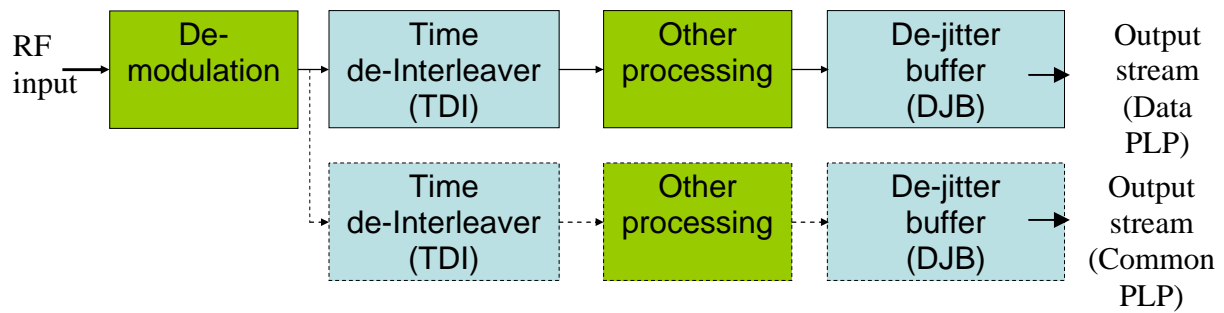 RF
input
De-
modulation
Time
de-Interleaver
(TDI)
Other
processing
De-jitter
buffer
(DJB)
Output
stream
(Data
PLP)
Time
de-Interleaver
(TDI)
Other
processing
De-jitter
buffer
(DJB)
Output
stream
(Common
PLP)